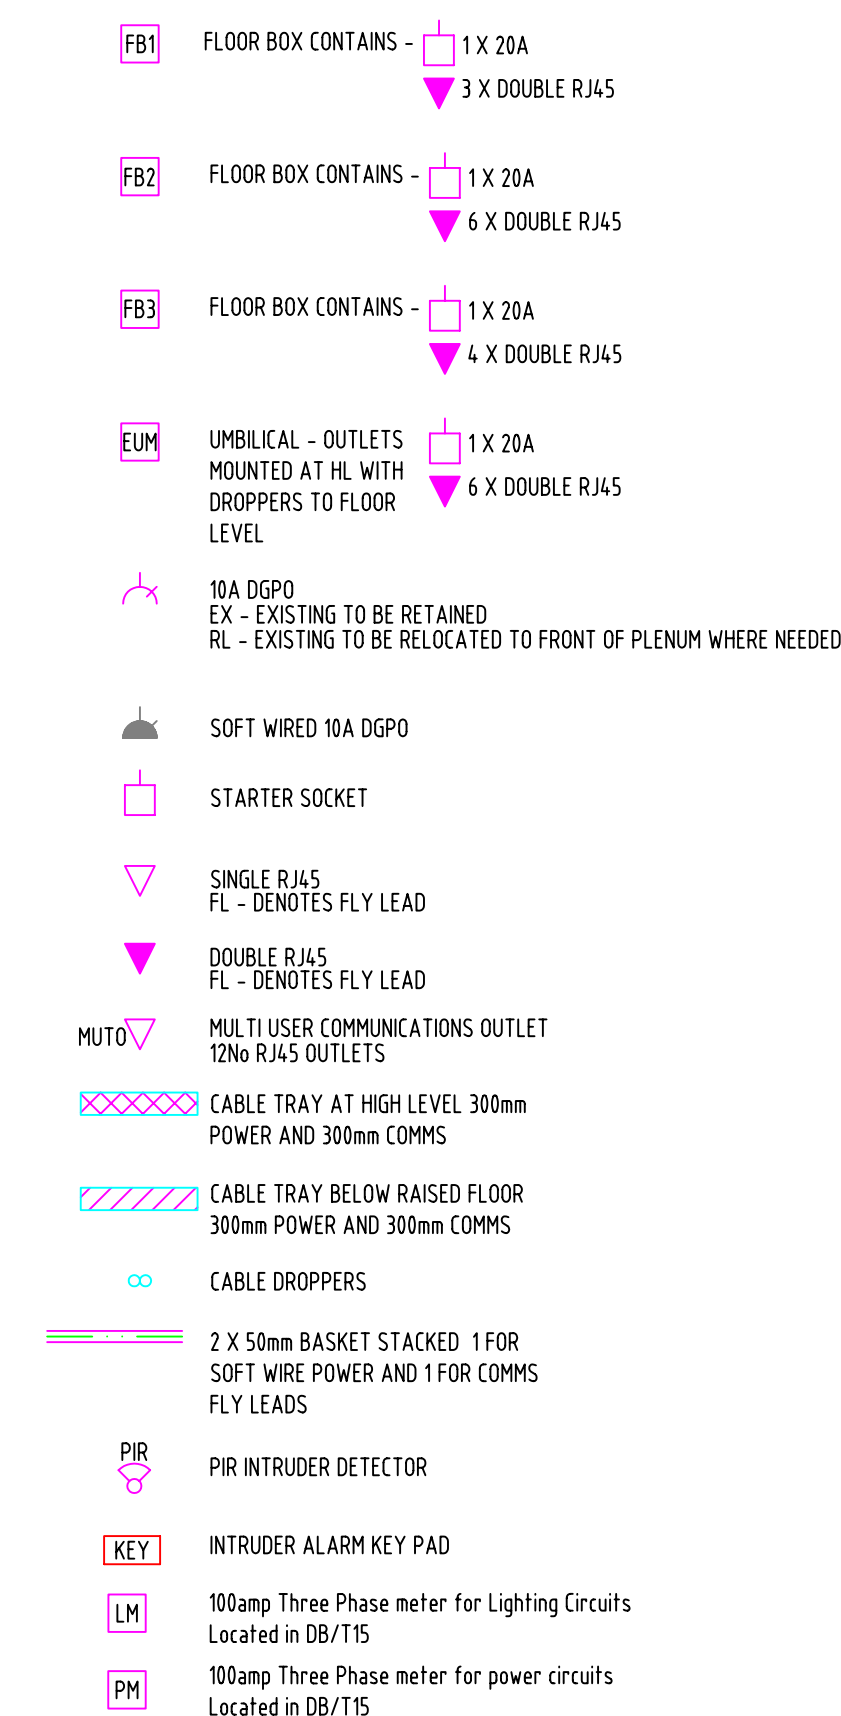 FB1 FLOOR BOX CONTAINS - 1 X 20A
3 X DOUBLE RJ45
FB2 FLOOR BOX CONTAINS - 1 X 20A
6 X DOUBLE RJ45
FB3 FLOOR BOX CONTAINS - 1 X 20A
4 X DOUBLE RJ45
EUM UMBILICAL - OUTLETS 1 X 20A
MOUNTED AT HL WITH
DROPPERS TO FLOOR 6 X DOUBLE RJ45
LEVEL
10A DGPO
EX - EXISTING TO BE RETAINED
RL - EXISTING TO BE RELOCATED TO FRONT OF PLENUM WHERE NEEDED
SOFT WIRED 10A DGPO
STARTER SOCKET
SINGLE RJ45
FL - DENOTES FLY LEAD
DOUBLE RJ45
FL - DENOTES FLY LEAD
MUTO MULTI USER COMMUNICATIONS OUTLET
12No RJ45 OUTLETS
CABLE TRAY AT HIGH LEVEL 300mm
POWER AND 300mm COMMS
CABLE TRAY BELOW RAISED FLOOR
300mm POWER AND 300mm COMMS
CABLE DROPPERS
2 X 50mm BASKET STACKED 1 FOR
SOFT WIRE POWER AND 1 FOR COMMS
FLY LEADS
PIR
PIR INTRUDER DETECTOR
KEY INTRUDER ALARM KEY PAD
LM 100amp Three Phase meter for Lighting Circuits
Located in DB/T15
PM 100amp Three Phase meter for power circuits
Located in DB/T15